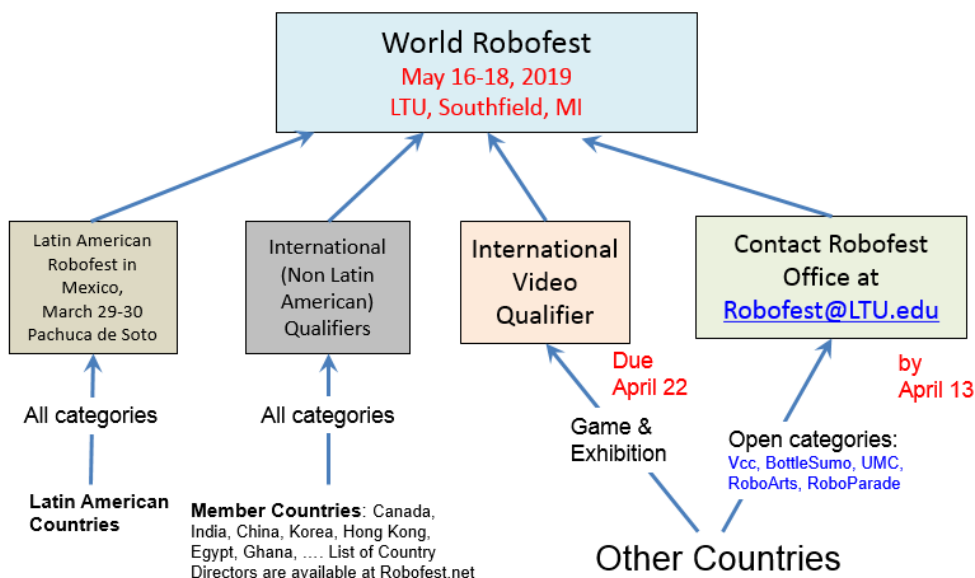 World Robofest
May 16-18, 2019
LTU, Southfield, MI
Latin American
Robofest in
Mexico,
March 29-30
Pachuca de Soto
International
(Non Latin
American)
Qualifiers
International
Video
Qualifier
Contact Robofest
Office at
Robofest@LTU.edu
Due
April 22
by
April 13
All categories
All categories
Game &
Exhibition
Open categories:
Vcc, BottleSumo, UMC,
RoboArts, RoboParade
Latin American
Countries
Member Countries: Canada,
India, China, Korea, Hong Kong,
Egypt, Ghana, .... List of Country
Directors are available at Robofest.net
Other Countries